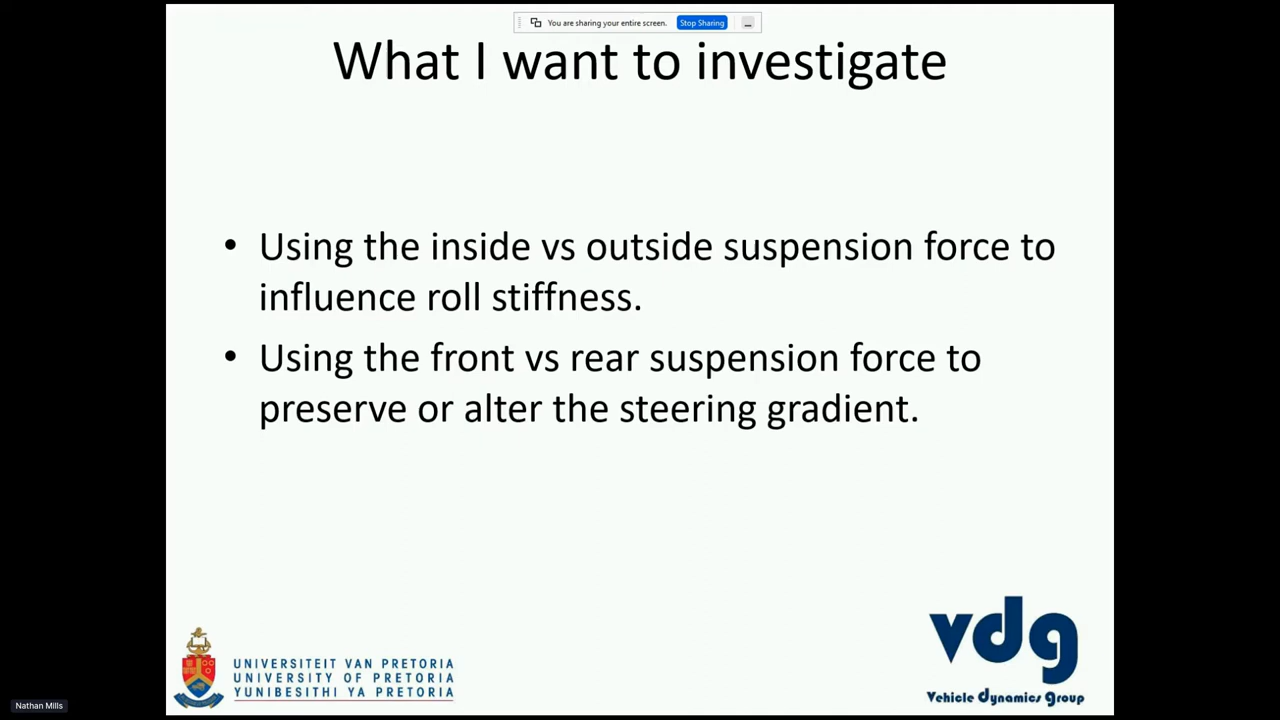 You are sharing your entire screen. Stop Sharing
What I want to investigate
• Using the inside vs outside suspension force to
influence roll stiffness.
• Using the front vs rear suspension force to
preserve or alter the steering gradient.
UNIVERSITEIT VAN PRETORIA
UNIVERSITY OF PRETORIA
YUNIBESITHI YA PRETORIA
vdg
Vehicle dynamics Group
Nathan Mills